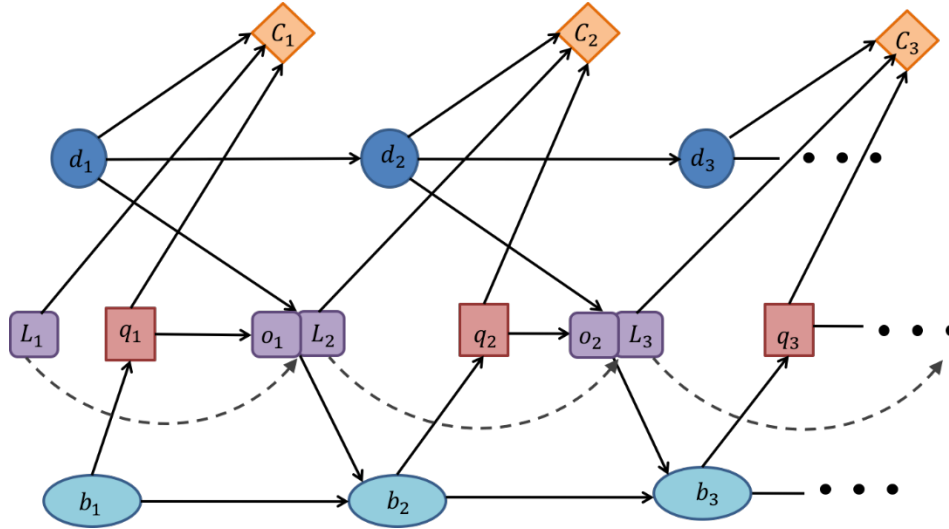 C₁ C₂ C₃
d₁ d₂ d₃ • • •
L₁ q₁ o₁ L₂ q₂ o₂ L₃ q₃ • • •
b₁ b₂ b₃ • • •